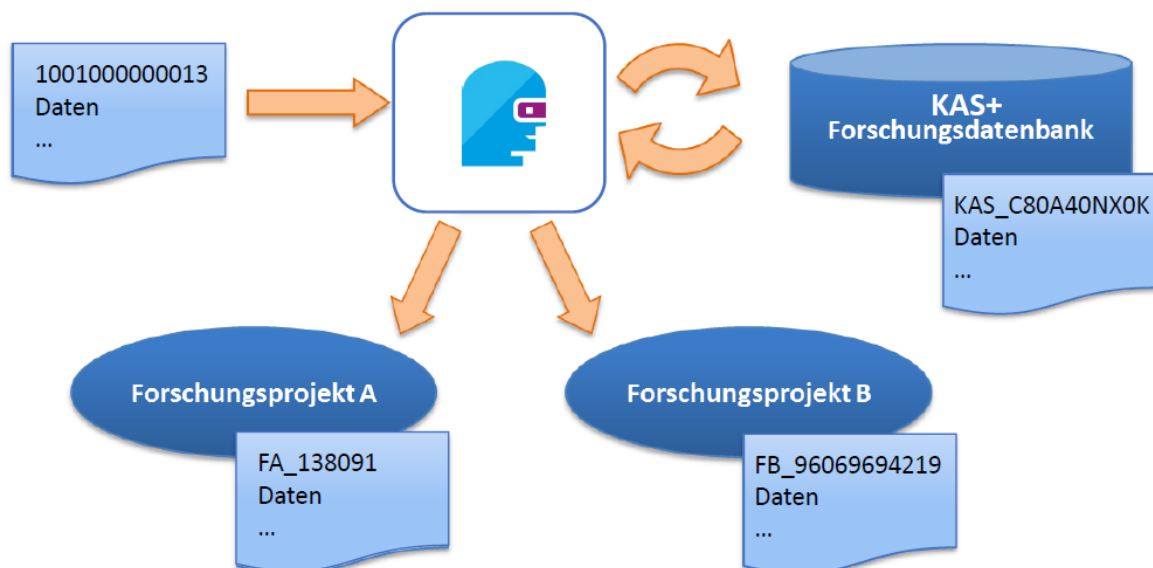 1001000000013
Daten
...
KAS+
Forschungsdatenbank
KAS_C80A40NX0K
Daten
...
Forschungsprojekt A
FA_138091
Daten
...
Forschungsprojekt B
FB_96069694219
Daten
...